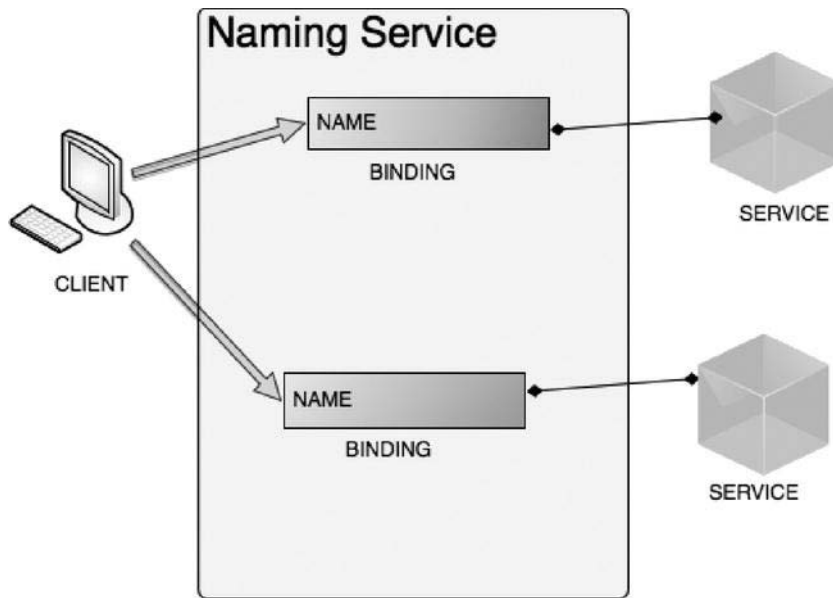 Naming Service
NAME
BINDING
SERVICE
CLIENT
NAME
BINDING
SERVICE